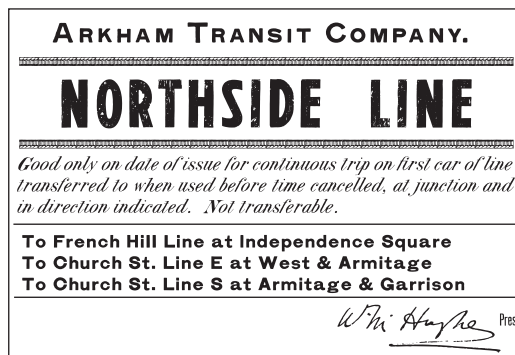 ARKHAM TRANSIT COMPANY.
NORTHSIDE LINE
Good only on date of issue for continuous trip on first car of line
transferred to when used before time cancelled, at junction and
in direction indicated. Not transferable.
To French Hill Line at Independence Square
To Church St. Line E at West & Armitage
To Church St. Line S at Armitage & Garrison
Hughes